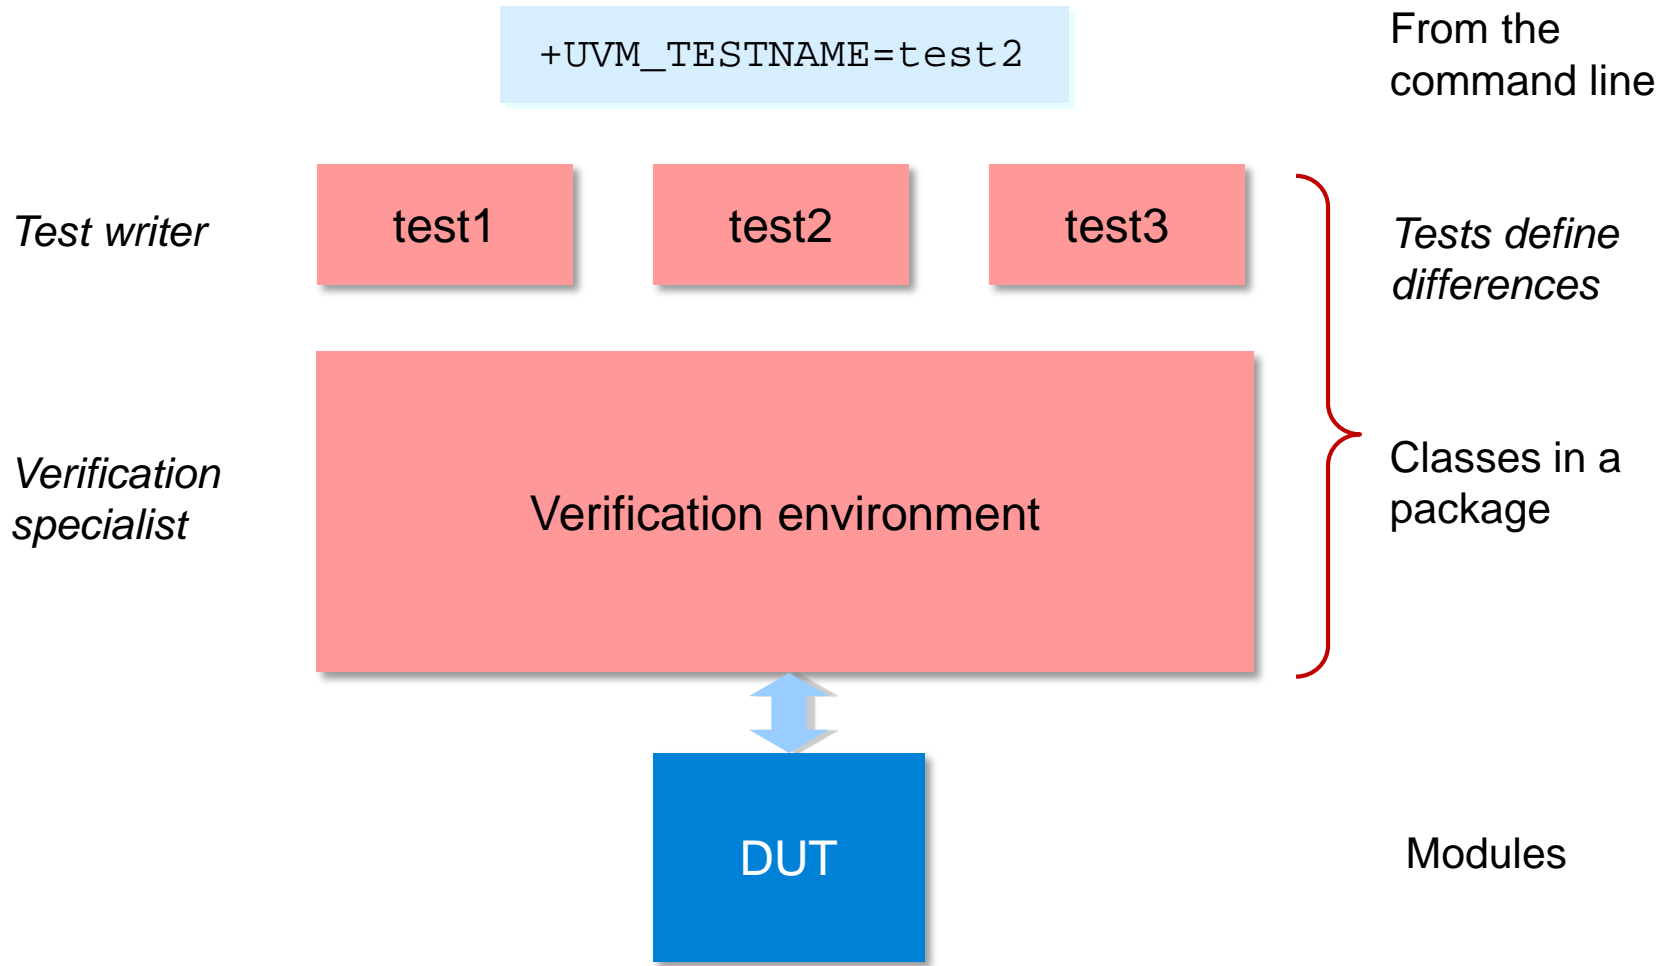 +UVM_TESTNAME=test2
From the
command line
Test writer
test1
test2
test3
Tests define
differences
Verification
specialist
Verification environment
Classes in a
package
DUT
Modules